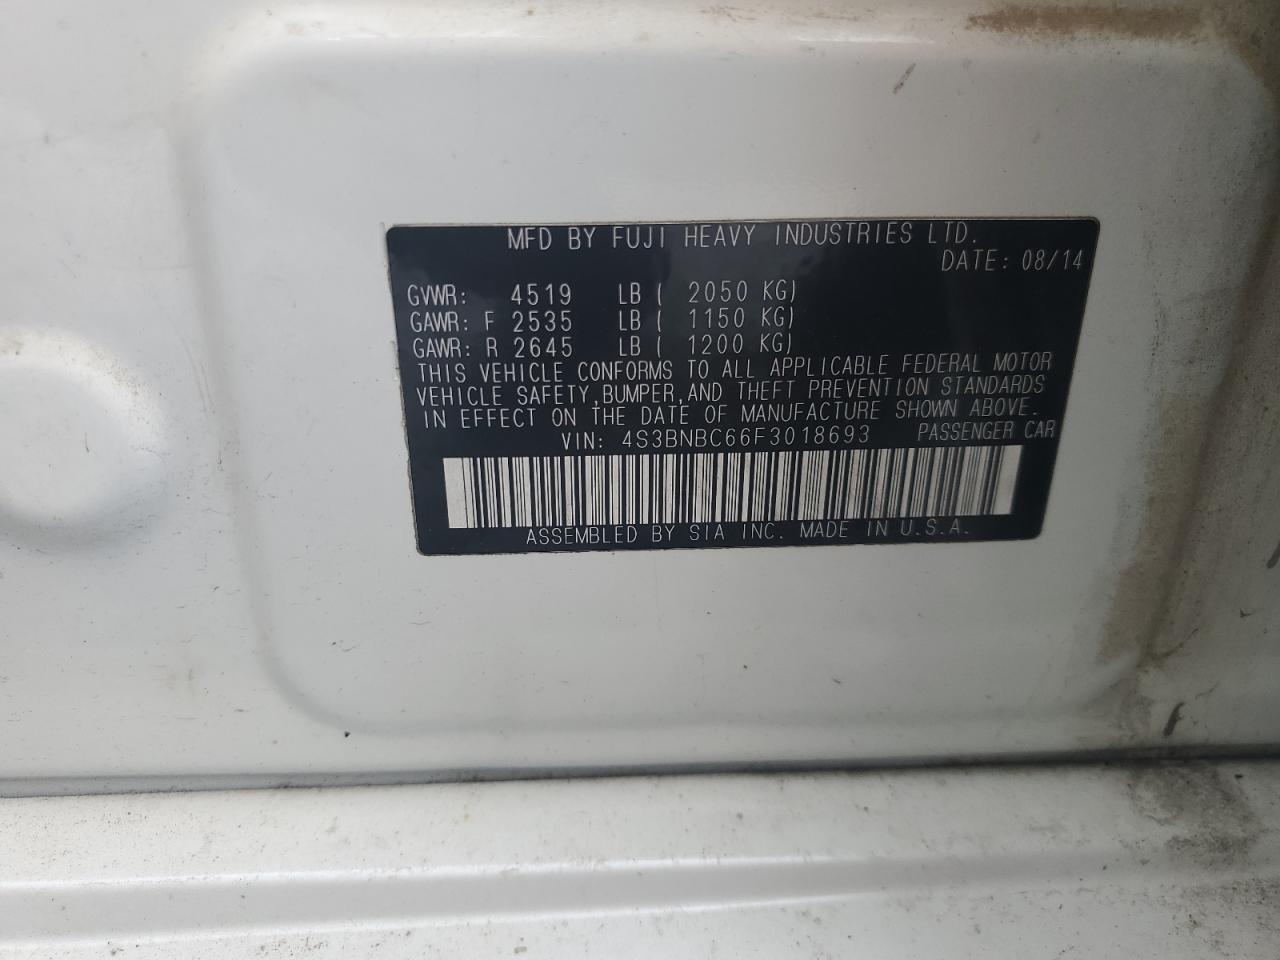 MFD BY FUJI HEAVY INDUSTRIES LTD.
DATE: 08/14
GVWR: 4519 LB ( 2050 KG)
GAWR: F 2535 LB ( 1150 KG)
GAWR: R 2645 LB ( 1200 KG)
THIS VEHICLE CONFORMS TO ALL APPLICABLE FEDERAL MOTOR
VEHICLE SAFETY,BUMPER,AND THEFT PREVENTION STANDARDS
IN EFFECT ON THE DATE OF MANUFACTURE SHOWN ABOVE.
VIN: 4S3BNBC66F3018693 PASSENGER CAR
ASSEMBLED BY SIA INC. MADE IN U.S.A.